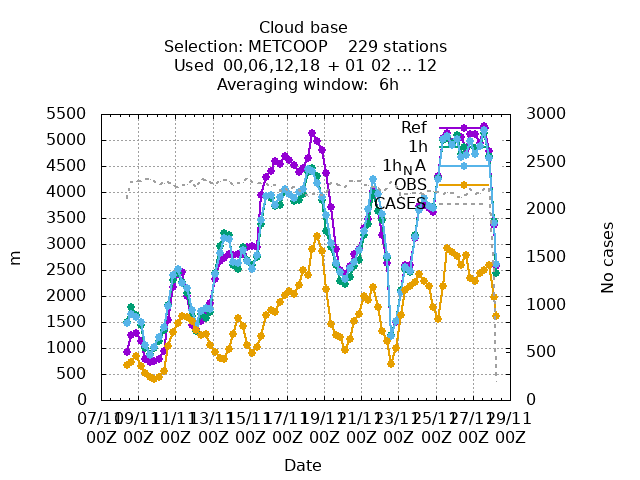 Cloud base
Selection: METCOOP 229 stations
Used 00,06,12,18 + 01 02 ... 12
Averaging window: 6h
5500
5000
4500
4000
3500
3000
2500
2000
1500
1000
500
0
m
3000
2500
2000
1500
1000
500
0
No cases
Ref
1h
1h_N A
OBS
CASES
07/11 09/11 11/11 13/11 15/11 17/11 19/11 21/11 23/11 25/11 27/11 29/11
00Z 00Z 00Z 00Z 00Z 00Z 00Z 00Z 00Z 00Z 00Z 00Z
Date